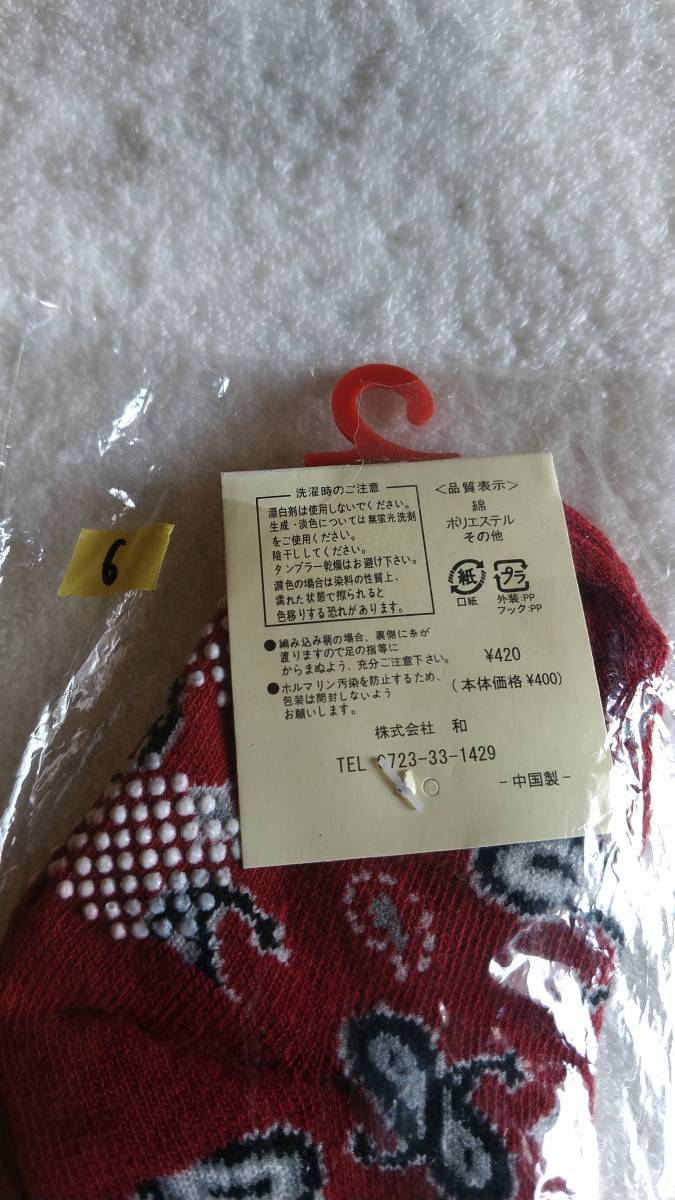 6
洗濯時のご注意
漂白剤は使用しないでください。
生成・淡色については無蛍光洗剤
をご使用ください。
陰干ししてください。
タンブラー乾燥はお避け下さい。
濃色の場合は染料の性質上、
濡れた状態で擦られると
色移りする恐れがあります。
＜品質表示＞
綿
ポリエステル
その他
紙
口紙
プラ
外装:PP
フック:PP
●編み込み柄の場合、裏側に糸が
渡りますので足の指等に
からまぬよう、充分ご注意下さい。
●ホルマリン汚染を防止するため、
包装は開封しないよう
お願いします。
¥420
(本体価格¥400)
株式会社 和
TEL 0723-33-1429
-中国製-